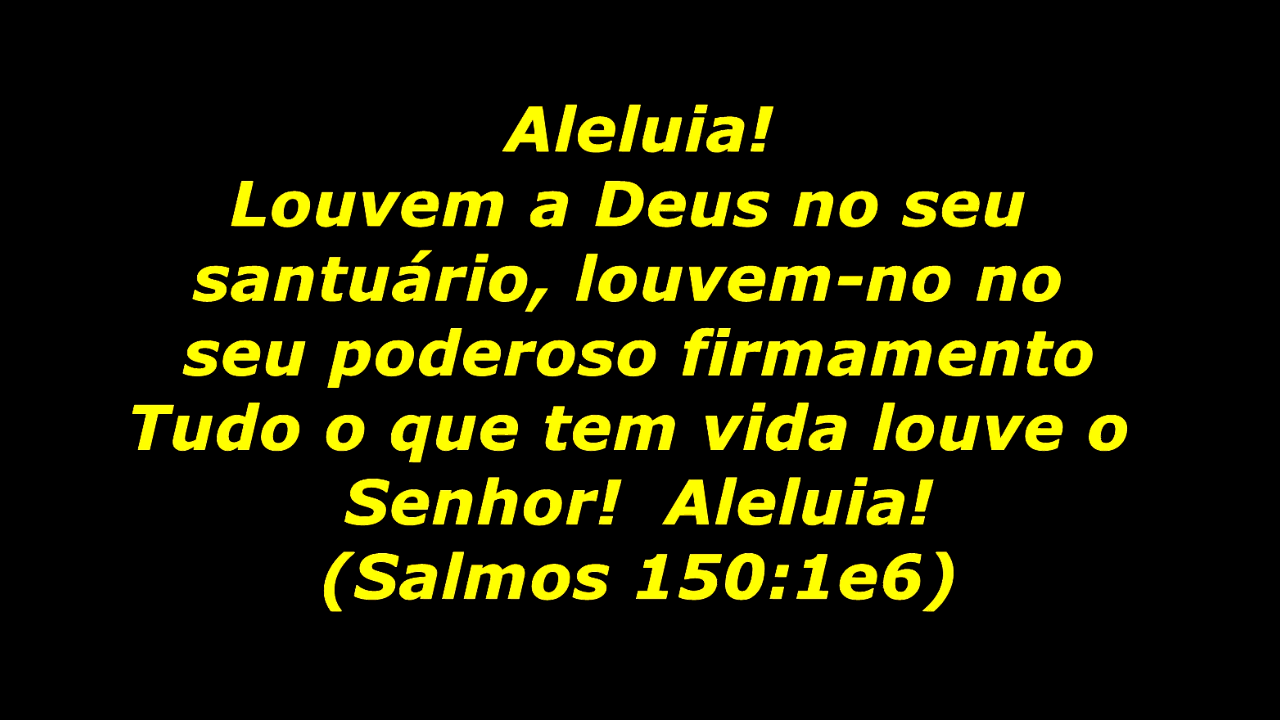 Aleluia!
Louvem a Deus no seu
santuário, louvem-no no
seu poderoso firmamento
Tudo o que tem vida louve o
Senhor!  Aleluia!
(Salmos 150:1e6)